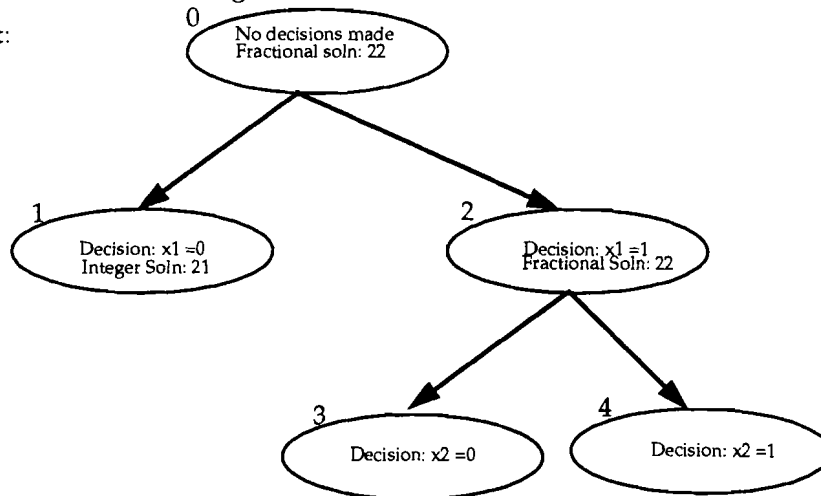 0
No decisions made
Fractional soln: 22
1
Decision: x1 =0
Integer Soln: 21
2
Decision: x1 =1
Fractional Soln: 22
3
Decision: x2 =0
4
Decision: x2 =1